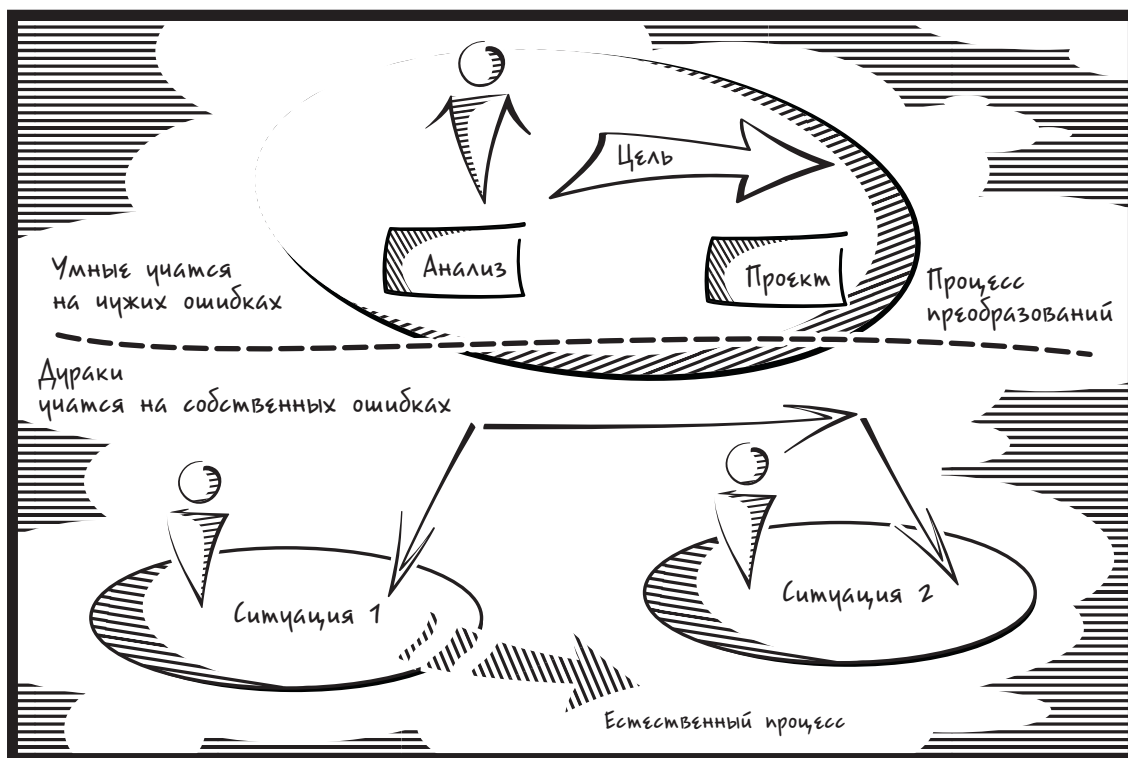 Цель
Анализ
Проект
Умные учатся
на чужих ошибках
Процесс
преобразований
Дураки
учатся на собственных ошибках
Ситуация 1
Ситуация 2
Естественный процесс